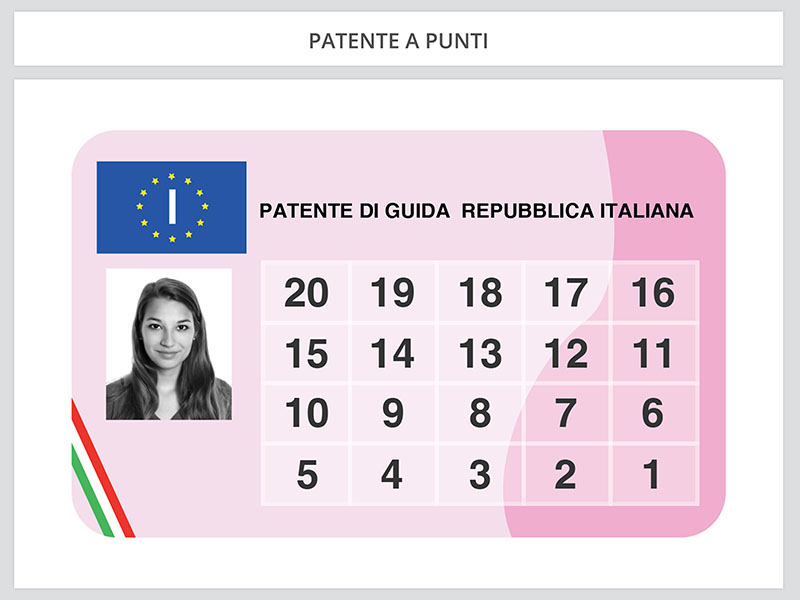 PATENTE A PUNTI
I
PATENTE DI GUIDA REPUBBLICA ITALIANA
20 19 18 17 16
15 14 13 12 11
10 9 8 7 6
5 4 3 2 1